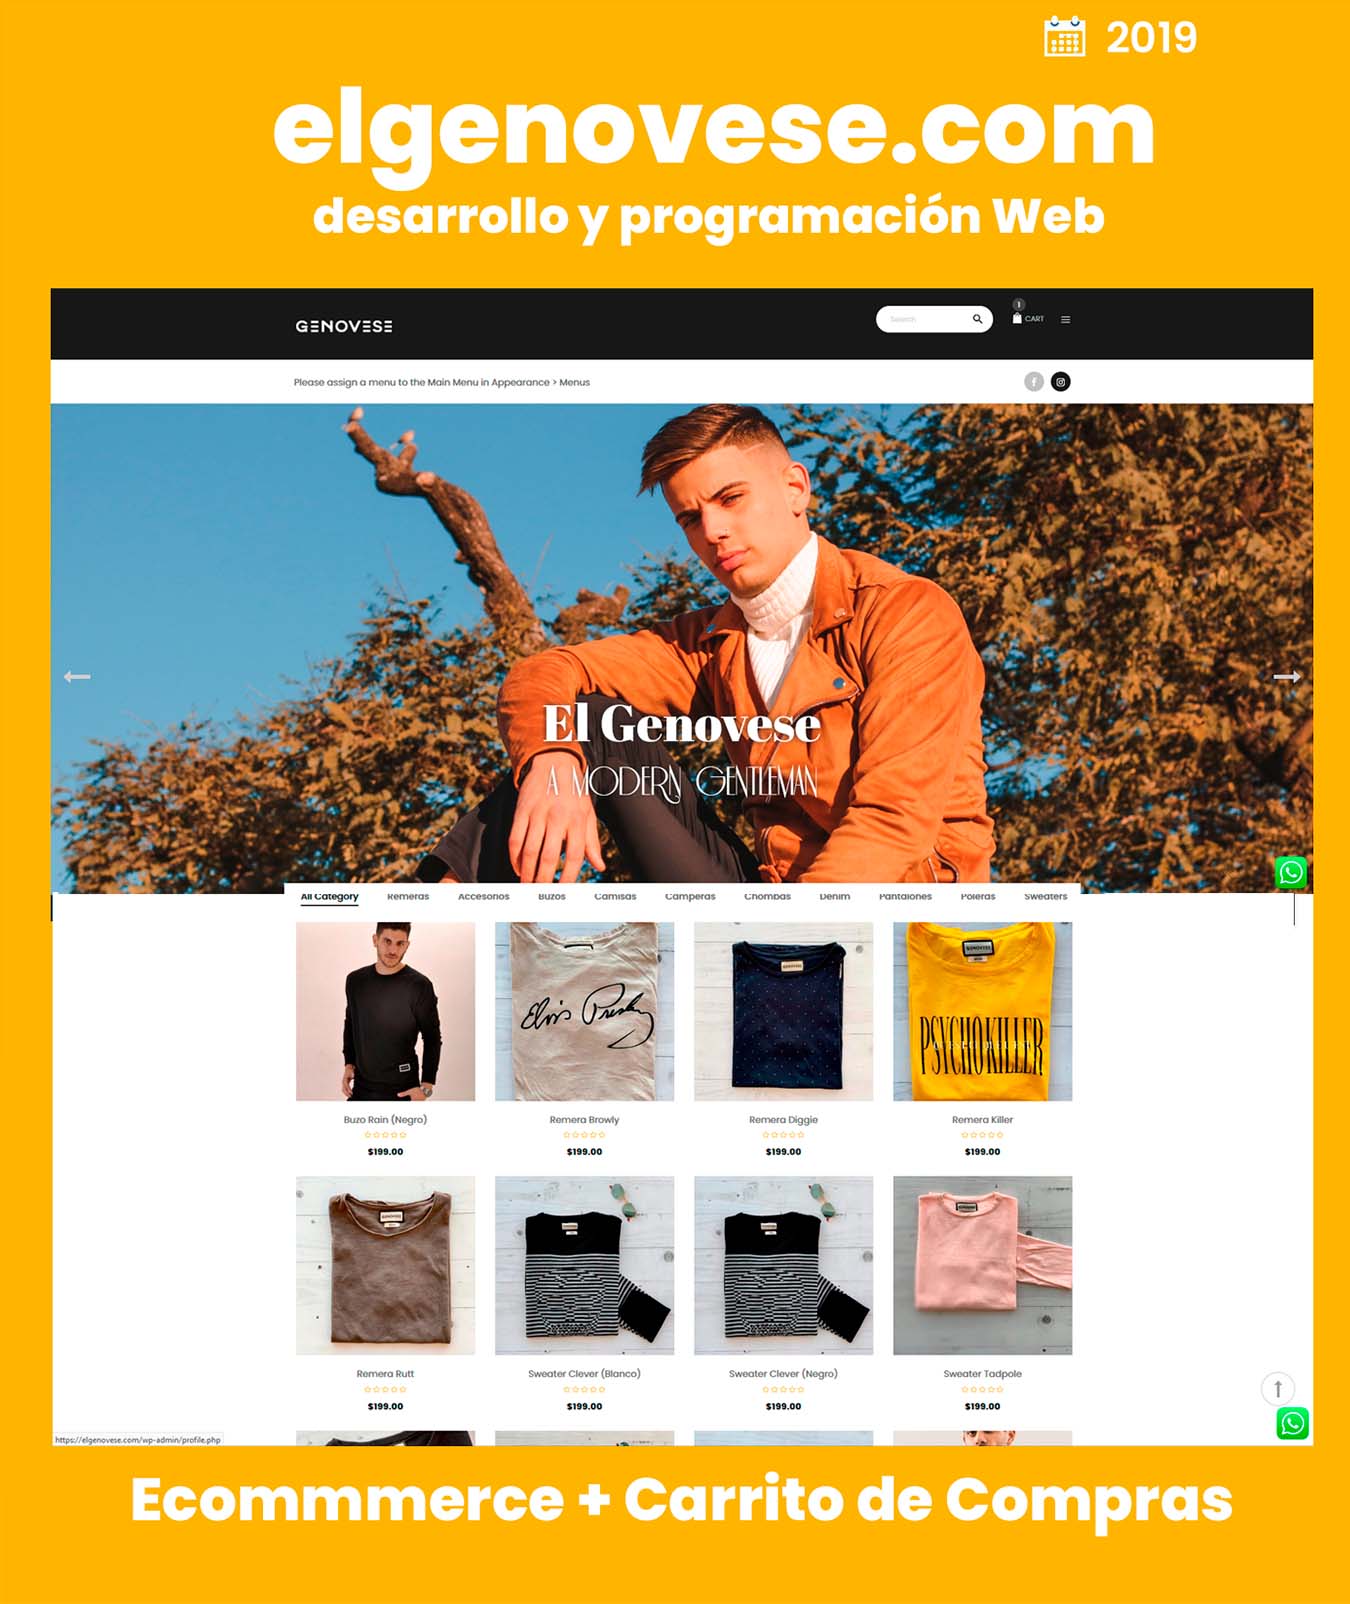 2019
elgenovese.com
desarrollo y programación Web
GENOVESE
Search
1
CART
Please assign a menu to the Main Menu in Appearance > Menus
El Genovese
A MODERN GENTLEMAN
All Category Remeras Accesorios Buzos Camisas Camperas Chombas Denim Pantalones Poleras Sweaters
Elvis Presley
GENOVESE
GENOVESE
PSYCHOKILLER
Buzo Rain (Negro) Remera Browly Remera Diggie Remera Killer
$199.00 $199.00 $199.00 $199.00
GENOVESE
Remera Rutt Sweater Clever (Blanco) Sweater Clever (Negro) Sweater Tadpole
$199.00 $199.00 $199.00 $199.00
https://elgenovese.com/wp-admin/profile.php
Ecommmerce + Carrito de Compras